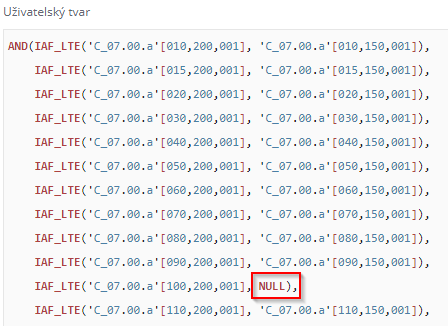 Uživatelský tvar
AND(IAF_LTE('C_07.00.a'[010,200,001], 'C_07.00.a'[010,150,001]),
IAF_LTE('C_07.00.a'[015,200,001], 'C_07.00.a'[015,150,001]),
IAF_LTE('C_07.00.a'[020,200,001], 'C_07.00.a'[020,150,001]),
IAF_LTE('C_07.00.a'[030,200,001], 'C_07.00.a'[030,150,001]),
IAF_LTE('C_07.00.a'[040,200,001], 'C_07.00.a'[040,150,001]),
IAF_LTE('C_07.00.a'[050,200,001], 'C_07.00.a'[050,150,001]),
IAF_LTE('C_07.00.a'[060,200,001], 'C_07.00.a'[060,150,001]),
IAF_LTE('C_07.00.a'[070,200,001], 'C_07.00.a'[070,150,001]),
IAF_LTE('C_07.00.a'[080,200,001], 'C_07.00.a'[080,150,001]),
IAF_LTE('C_07.00.a'[090,200,001], 'C_07.00.a'[090,150,001]),
IAF_LTE('C_07.00.a'[100,200,001], NULL),
IAF_LTE('C_07.00.a'[110,200,001], 'C_07.00.a'[110,150,001]),